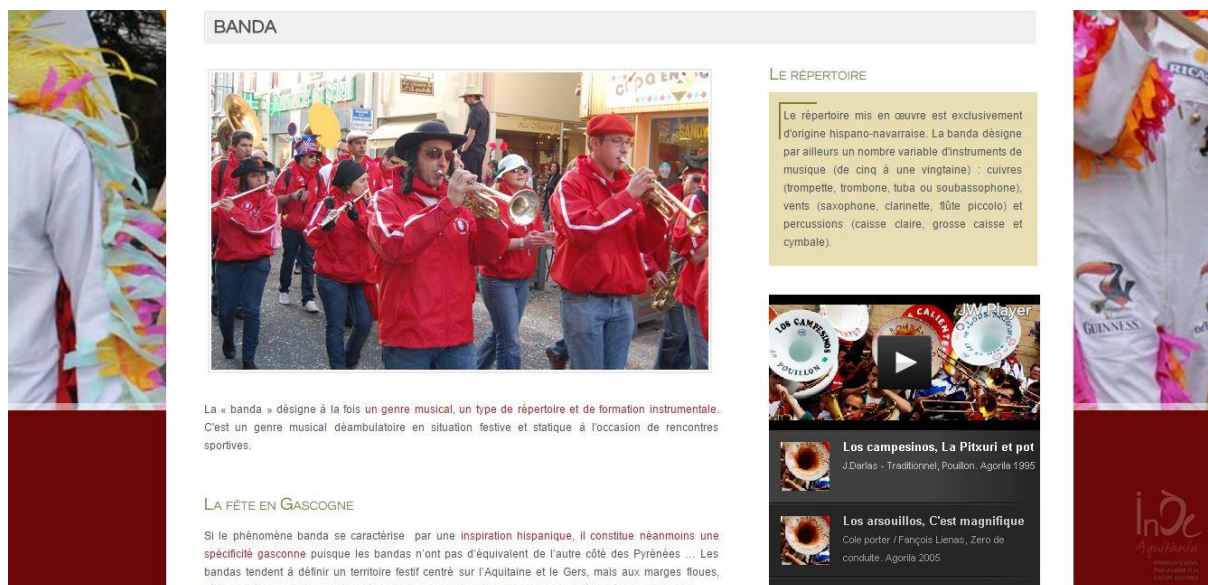 BANDA
La « banda » désigne à la fois un genre musical, un type de répertoire et de formation instrumentale.
C'est un genre musical déambulatoire en situation festive et statique à l'occasion de rencontres
sportives.
LA FÊTE EN GASCOGNE
Si le phénomène banda se caractérise par une inspiration hispanique, il constitue néanmoins une
spécificité gasconne puisque les bandas n'ont pas d'équivalent de l'autre côté des Pyrénées ... Les
bandas tendent à définir un territoire festif centré sur l'Aquitaine et le Gers, mais aux marges floues,
LE RÉPERTOIRE
Le répertoire mis en œuvre est exclusivement
d'origine hispano-navarraise. La banda désigne
par ailleurs un nombre variable d'instruments de
musique (de cinq à une vingtaine) : cuivres
(trompette, trombone, tuba ou soubassophone),
vents (saxophone, clarinette, flûte piccolo) et
percussions (caisse claire, grosse caisse et
cymbale).
JW Player
LOS CAMPESINOS
POUILLON
CALIENTE
Los campesinos, La Pitxuri et pot
J.Darlas - Traditionnel, Pouillon. Agorila 1995
Los arsouillos, C'est magnifique
Cole porter / Fançois Lienas, Zero de
conduite. Agorila 2005
RICA
GUINNESS
InÒc
Aquitània